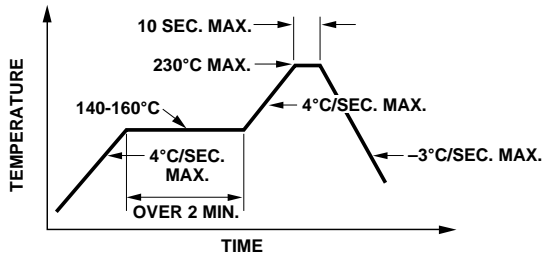 10 SEC. MAX.
230°C MAX.
140-160°C
4°C/SEC. MAX.
4°C/SEC.
MAX.
–3°C/SEC. MAX.
OVER 2 MIN.
TEMPERATURE
TIME